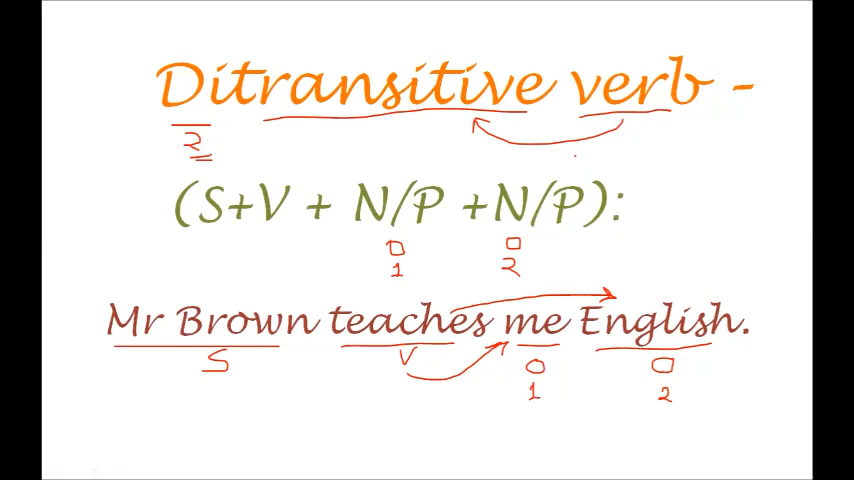 Ditransitive verb -
2
(S+V + N/P +N/P):
O O
1 2
Mr Brown teaches me English.
S V O O
1 2